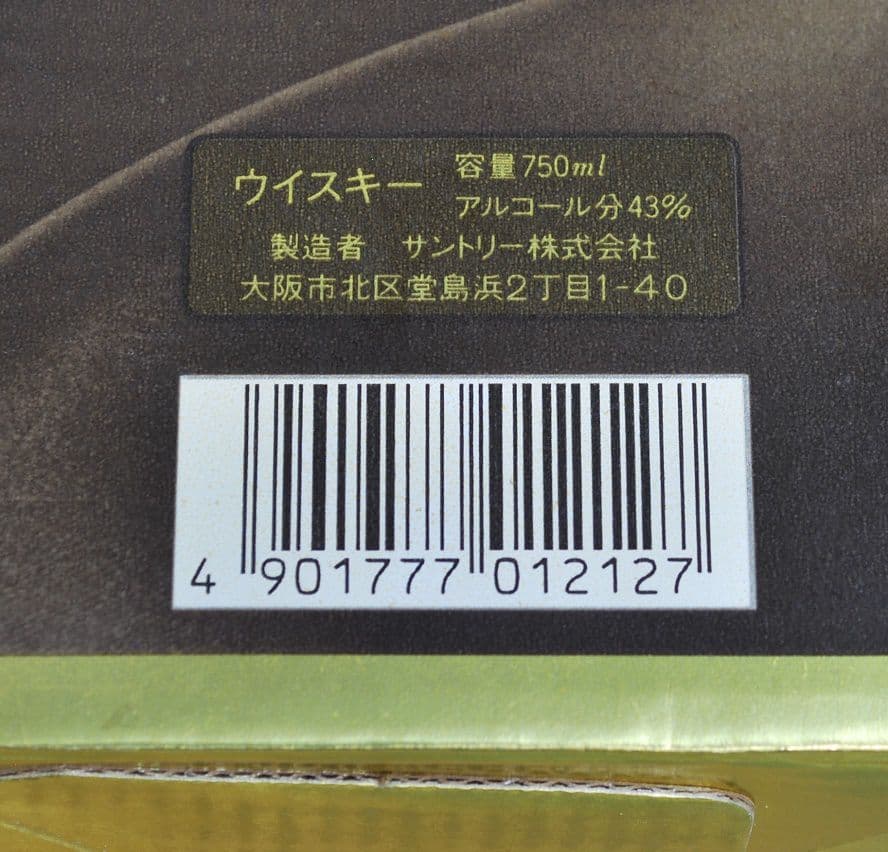 ウイスキー 容量750ml
アルコール分43%
製造者 サントリー株式会社
大阪市北区堂島浜2丁目1-40
4 901777 012127